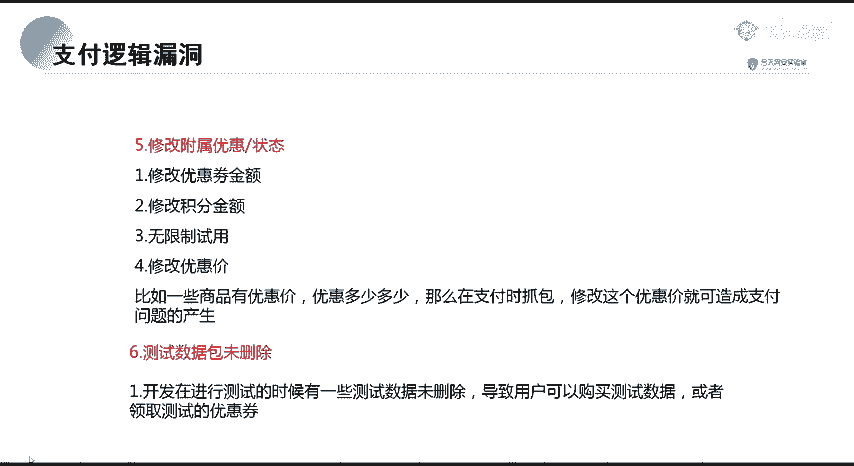 支付逻辑漏洞
5.修改附属优惠/状态
1.修改优惠劵金额
2.修改积分金额
3.无限制试用
4.修改优惠价
比如一些商品有优惠价，优惠多少多少，那么在支付时抓包，修改这个优惠价就可造成支付
问题的产生
6.测试数据包未删除
1.开发在进行测试的时候有一些测试数据未删除，导致用户可以购买测试数据，或者
领取测试的优惠券